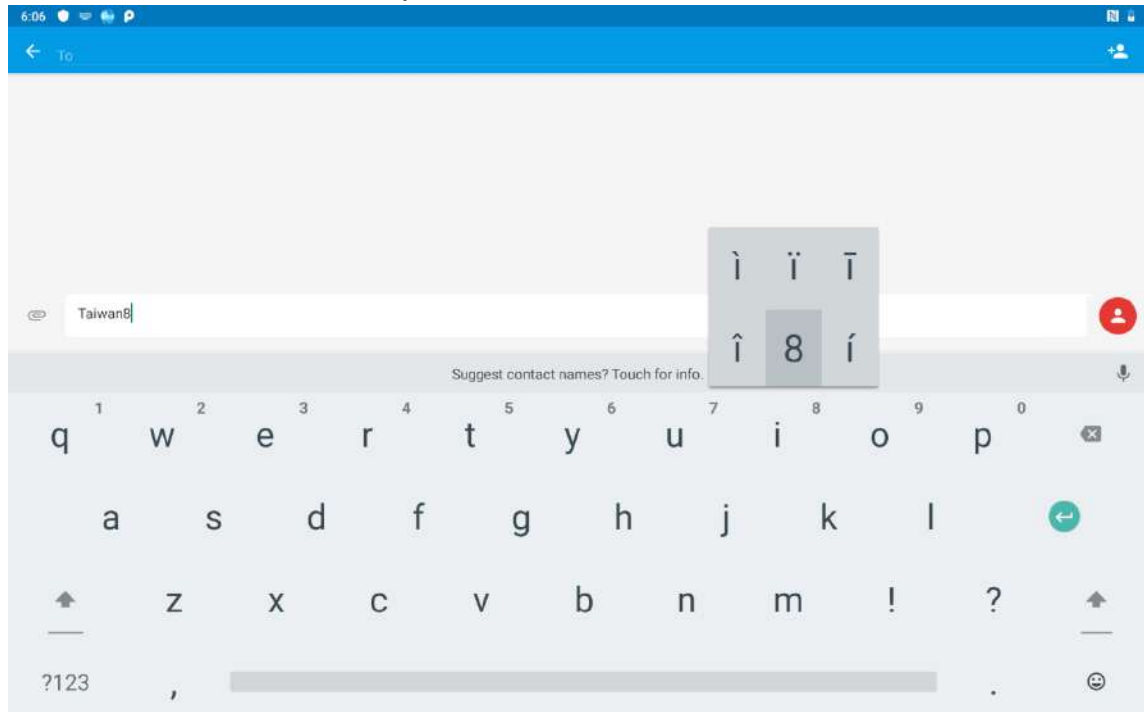 6:06
To
ì ï ī
Taiwan8
î 8 í
Suggest contact names? Touch for info.
1 2 3 4 5 6 7 8 9 0
q w e r t y u i o p
a s d f g h j k l
z x c v b n m ! ?
?123 , .